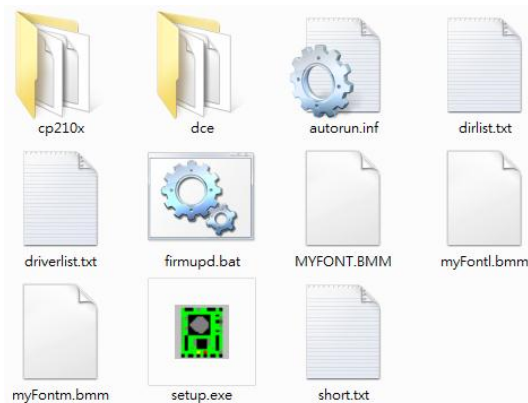 cp210x
dce
autorun.inf
dirlist.txt
driverlist.txt
firmupd.bat
MYFONT.BMM
myFontl.bmm
myFontm.bmm
setup.exe
short.txt